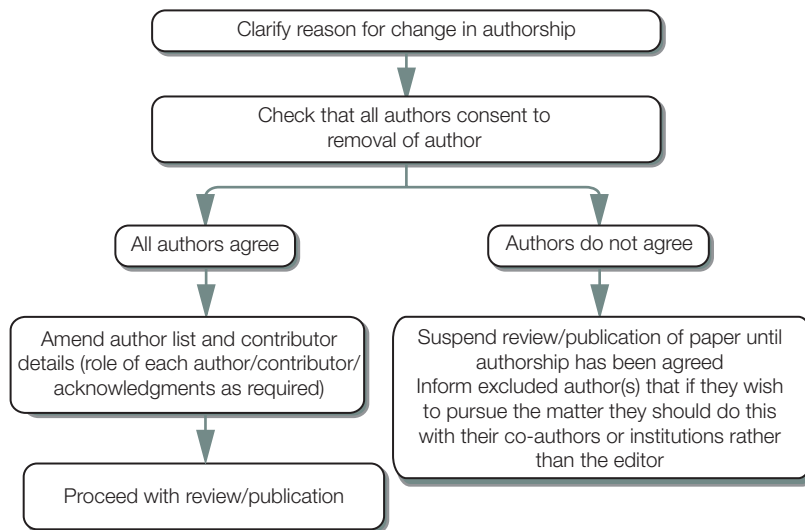 Clarify reason for change in authorship
Check that all authors consent to
removal of author
All authors agree
Authors do not agree
Amend author list and contributor
details (role of each author/contributor/
acknowledgments as required)
Suspend review/publication of paper until
authorship has been agreed
Inform excluded author(s) that if they wish
to pursue the matter they should do this
with their co-authors or institutions rather
than the editor
Proceed with review/publication